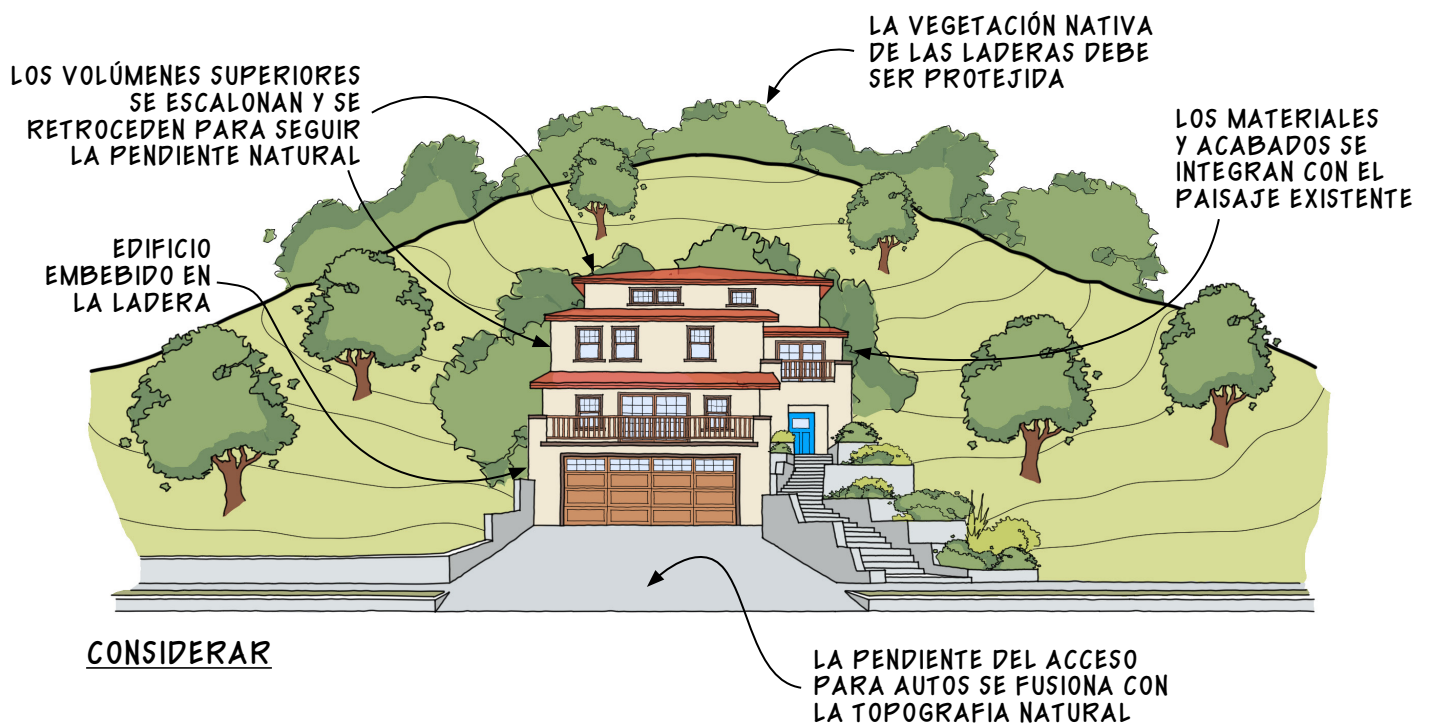 LA VEGETACIÓN NATIVA
DE LAS LADERAS DEBE
SER PROTEJIDA
LOS VOLÚMENES SUPERIORES
SE ESCALONAN Y SE
RETROCEDEN PARA SEGUIR
LA PENDIENTE NATURAL
LOS MATERIALES
Y ACABADOS SE
INTEGRAN CON EL
PAISAJE EXISTENTE
EDIFICIO
EMBEBIDO EN
LA LADERA
CONSIDERAR
LA PENDIENTE DEL ACCESO
PARA AUTOS SE FUSIONA CON
LA TOPOGRAFIA NATURAL